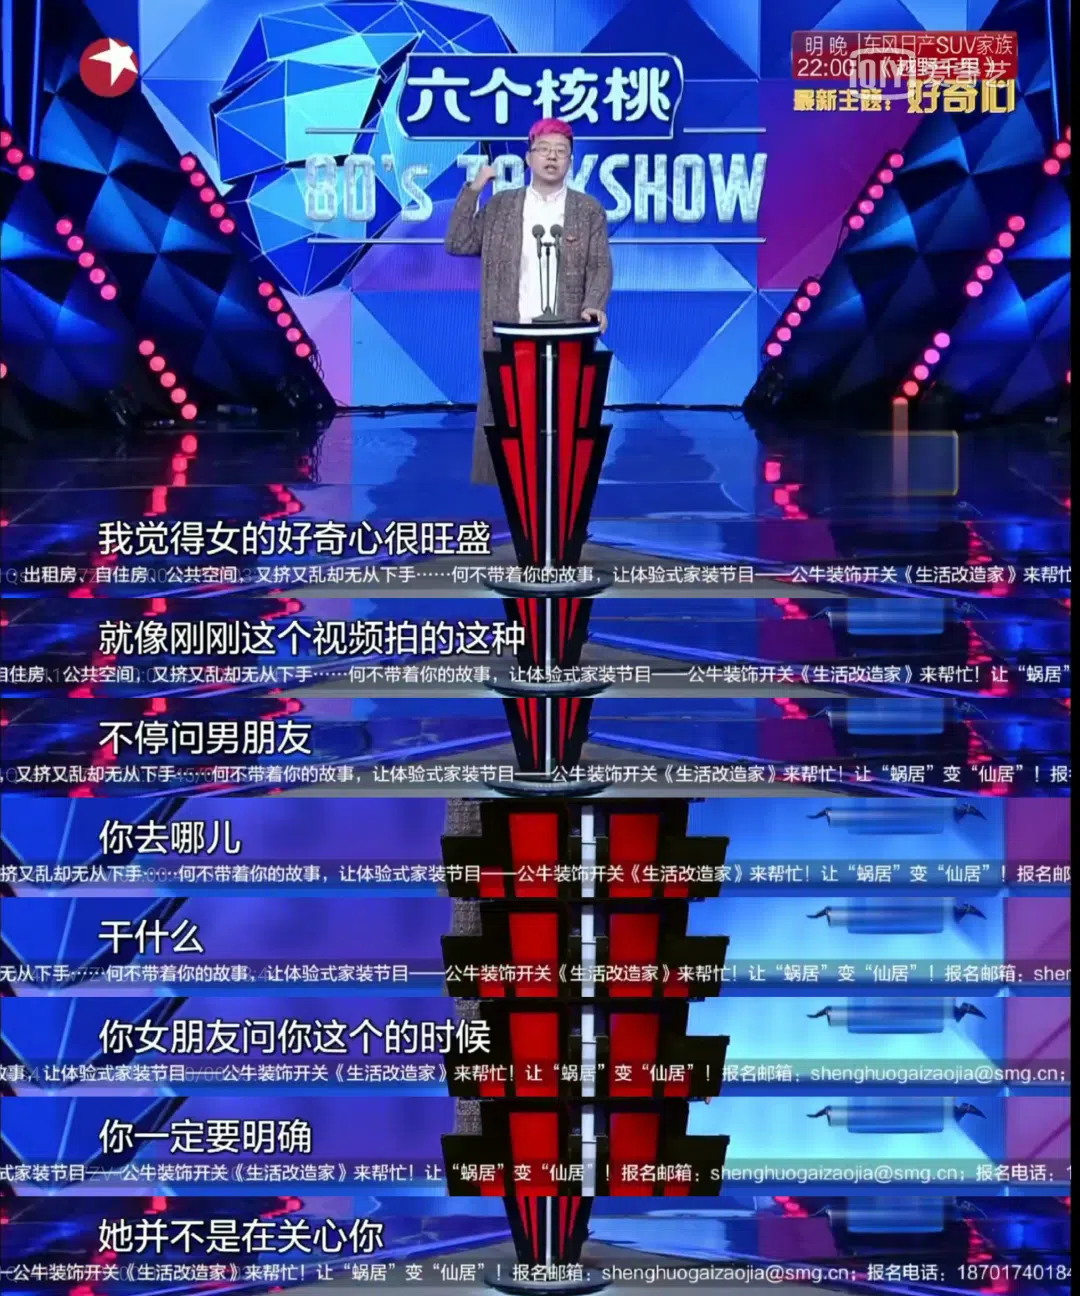 明晚 东风日产SUV家族
22:00 《越野千里》
最新主题：好奇心
六个核桃
80's TALKSHOW
我觉得女的好奇心很旺盛
出租房、自住房、公共空间，又挤又乱却无从下手……何不带着你的故事，让体验式家装节目——公牛装饰开关《生活改造家》来帮忙
就像刚刚这个视频拍的这种
自住房、公共空间，又挤又乱却无从下手……何不带着你的故事，让体验式家装节目——公牛装饰开关《生活改造家》来帮忙！让“蜗居”
不停问男朋友
，又挤又乱却无从下手……何不带着你的故事，让体验式家装节目——公牛装饰开关《生活改造家》来帮忙！让“蜗居”变“仙居”！报
你去哪儿
挤又乱却无从下手……何不带着你的故事，让体验式家装节目——公牛装饰开关《生活改造家》来帮忙！让“蜗居”变“仙居”！报名邮
干什么
无从下手……何不带着你的故事，让体验式家装节目——公牛装饰开关《生活改造家》来帮忙！让“蜗居”变“仙居”！报名邮箱：shen
你女朋友问你这个的时候
故事，让体验式家装节目——公牛装饰开关《生活改造家》来帮忙！让“蜗居”变“仙居”！报名邮箱：shenghuogaizaojia@smg.cn；
你一定要明确
式家装节目——公牛装饰开关《生活改造家》来帮忙！让“蜗居”变“仙居”！报名邮箱：shenghuogaizaojia@smg.cn；报名电话：1
她并不是在关心你
—公牛装饰开关《生活改造家》来帮忙！让“蜗居”变“仙居”！报名邮箱：shenghuogaizaojia@smg.cn；报名电话：18701740184